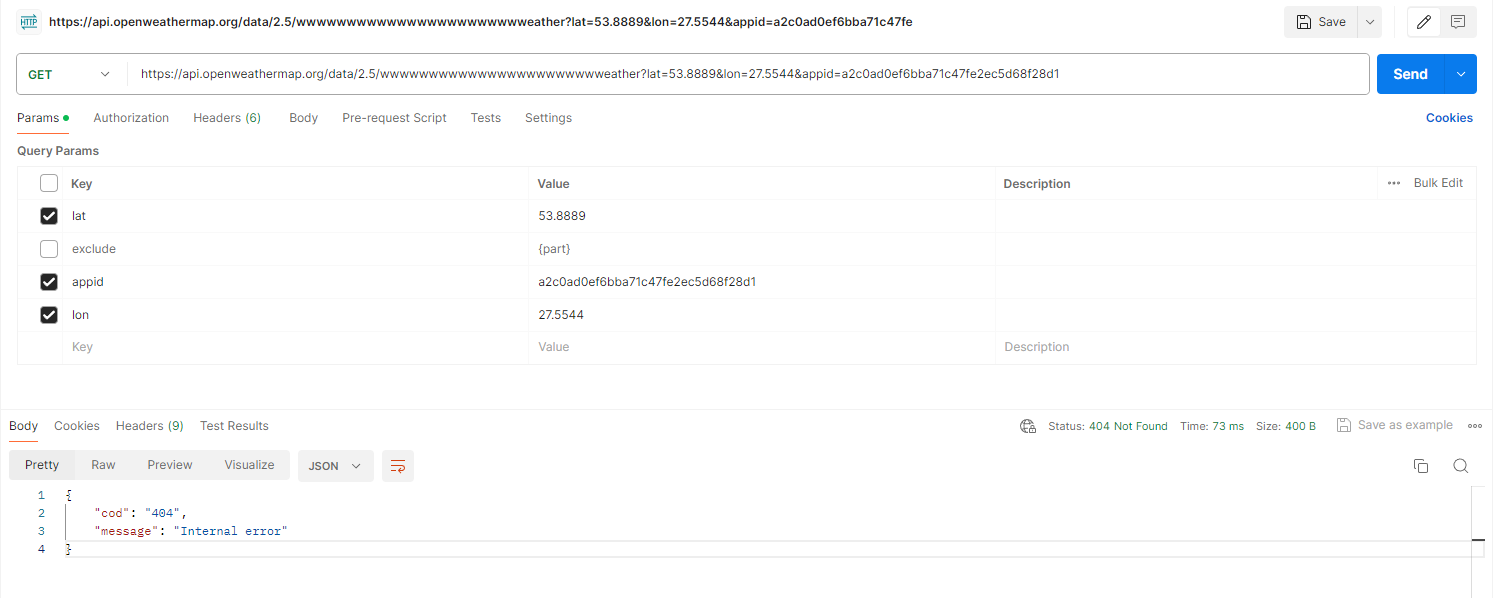 HTTP https://api.openweathermap.org/data/2.5/wwwwwwwwwwwwwwwwwwwwwwwwweather?lat=53.8889&lon=27.5544&appid=a2c0ad0ef6bba71c47fe Save
GET https://api.openweathermap.org/data/2.5/wwwwwwwwwwwwwwwwwwwwwwwwweather?lat=53.8889&lon=27.5544&appid=a2c0ad0ef6bba71c47fe2ec5d68f28d1 Send
Params Authorization Headers (6) Body Pre-request Script Tests Settings Cookies
Query Params
Key Value Description ••• Bulk Edit
lat 53.8889
exclude {part}
appid a2c0ad0ef6bba71c47fe2ec5d68f28d1
lon 27.5544
Key Value Description
Body Cookies Headers (9) Test Results Status: 404 Not Found Time: 73 ms Size: 400 B Save as example
Pretty Raw Preview Visualize JSON
1 {
2 "cod": "404",
3 "message": "Internal error"
4 }